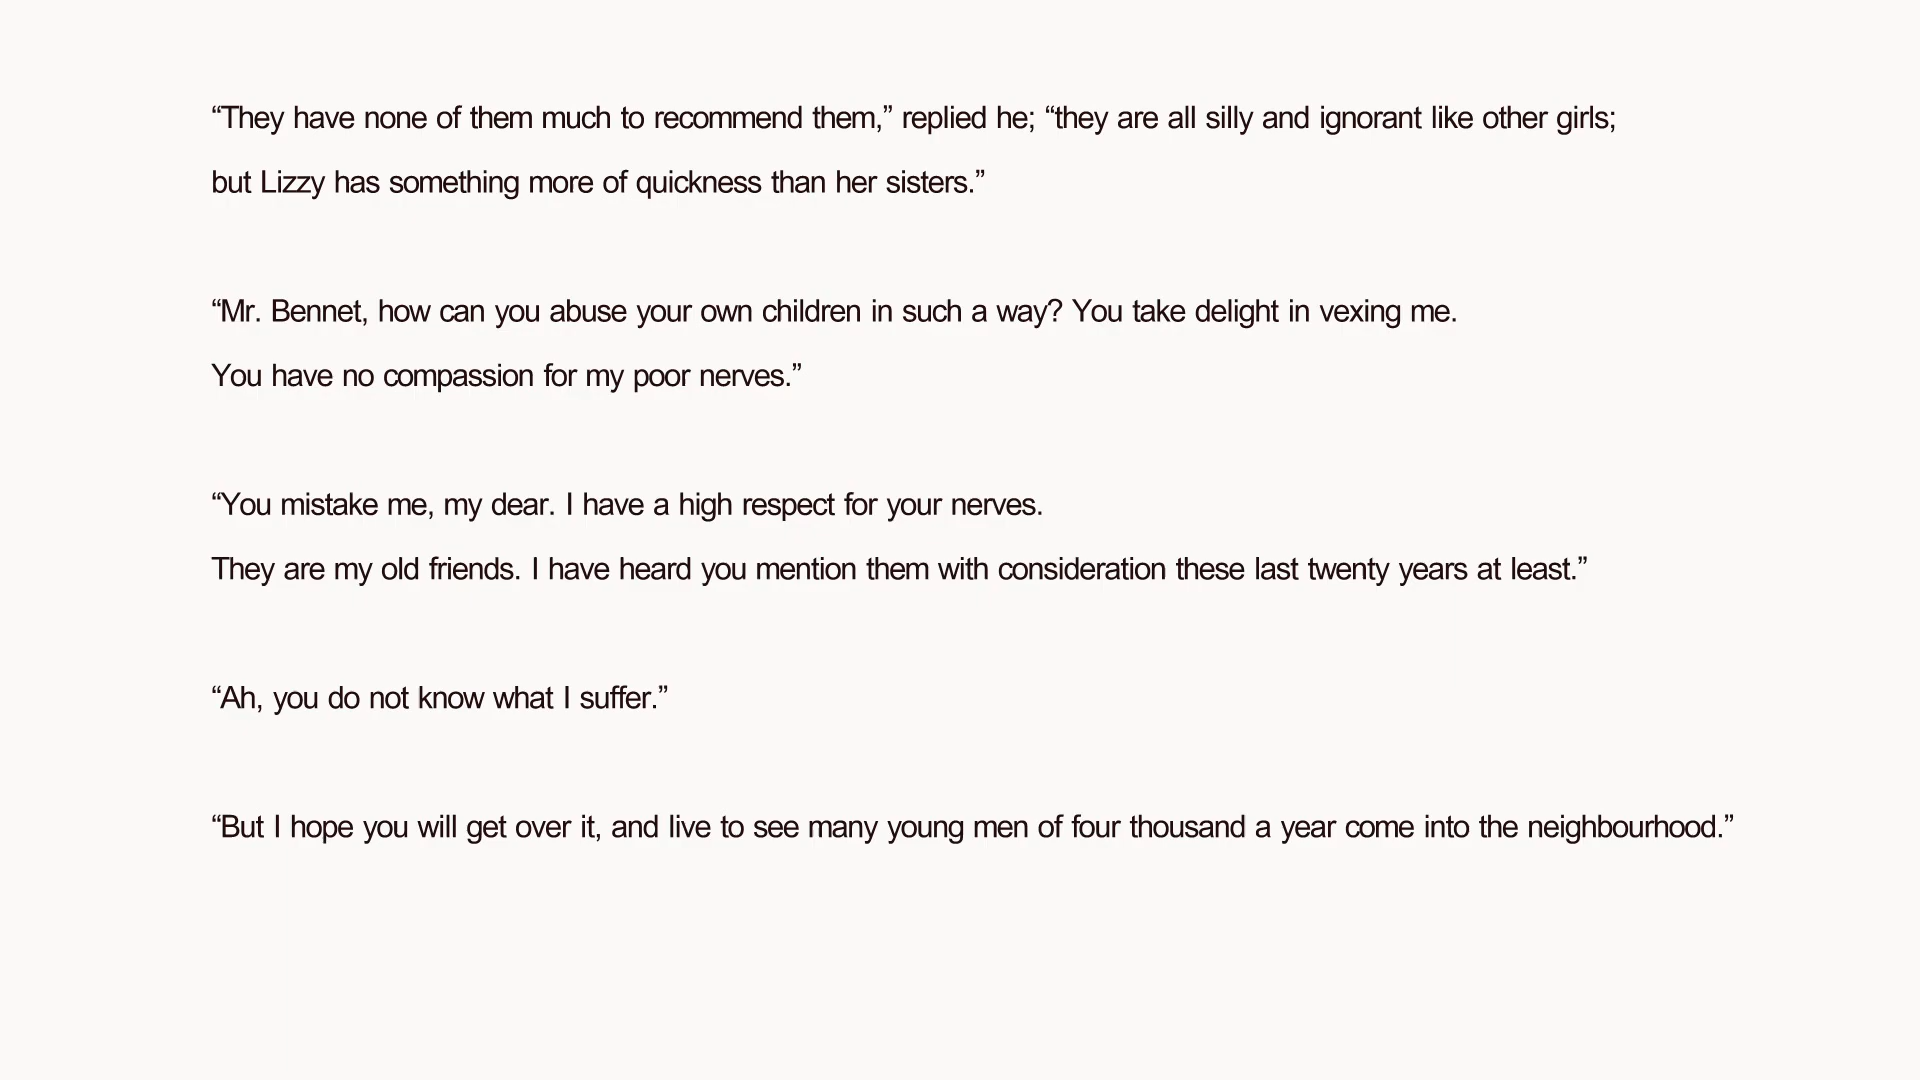 “They have none of them much to recommend them,” replied he; “they are all silly and ignorant like other girls;
but Lizzy has something more of quickness than her sisters.”
“Mr. Bennet, how can you abuse your own children in such a way? You take delight in vexing me.
You have no compassion for my poor nerves.”
“You mistake me, my dear. I have a high respect for your nerves.
They are my old friends. I have heard you mention them with consideration these last twenty years at least.”
“Ah, you do not know what I suffer.”
“But I hope you will get over it, and live to see many young men of four thousand a year come into the neighbourhood.”